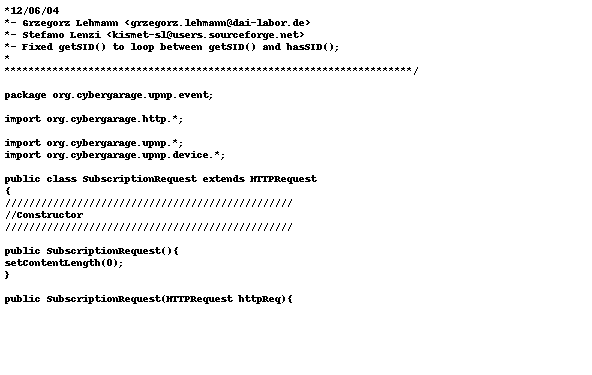 *12/06/04
*- Grzegorz Lehmann <grzegorz.lehmann@dai-labor.de>
*- Stefano Lenzi <kismet-sl@users.sourceforge.net>
*- Fixed getSID() to loop between getSID() and hasSID();
*
********************************************************************/
package org.cybergarage.upnp.event;
import org.cybergarage.http.*;
import org.cybergarage.upnp.*;
import org.cybergarage.upnp.device.*;
public class SubscriptionRequest extends HTTPRequest
{
////////////////////////////////////////////////
//Constructor
////////////////////////////////////////////////
public SubscriptionRequest(){
setContentLength(0);
}
public SubscriptionRequest(HTTPRequest httpReq){